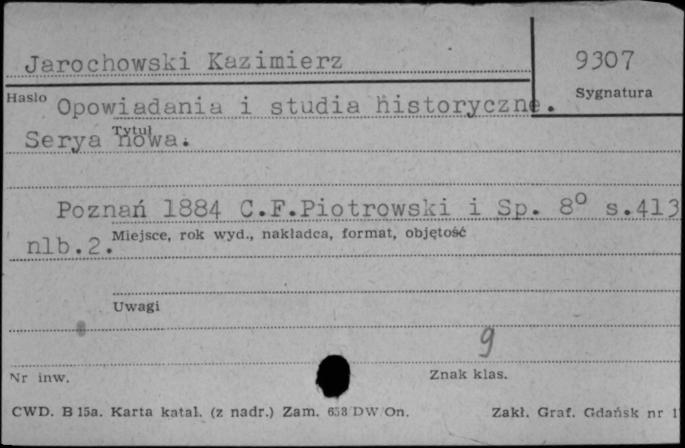 Jarochowski Kazimierz
9307
Hasło
Sygnatura
Opowiadania i studia historyczne.
Tytuł
Serya nowa.
Poznań 1884 C.F.Piotrowski i Sp. 8° s.413
Miejsce, rok wyd., nakładca, format, objętość
nlb.2.
Uwagi
9
Nr inw.
Znak klas.
CWD. B 15a. Karta katal. (z nadr.) Zam. 658 DW/On.
Zakł. Graf. Gdańsk nr 1